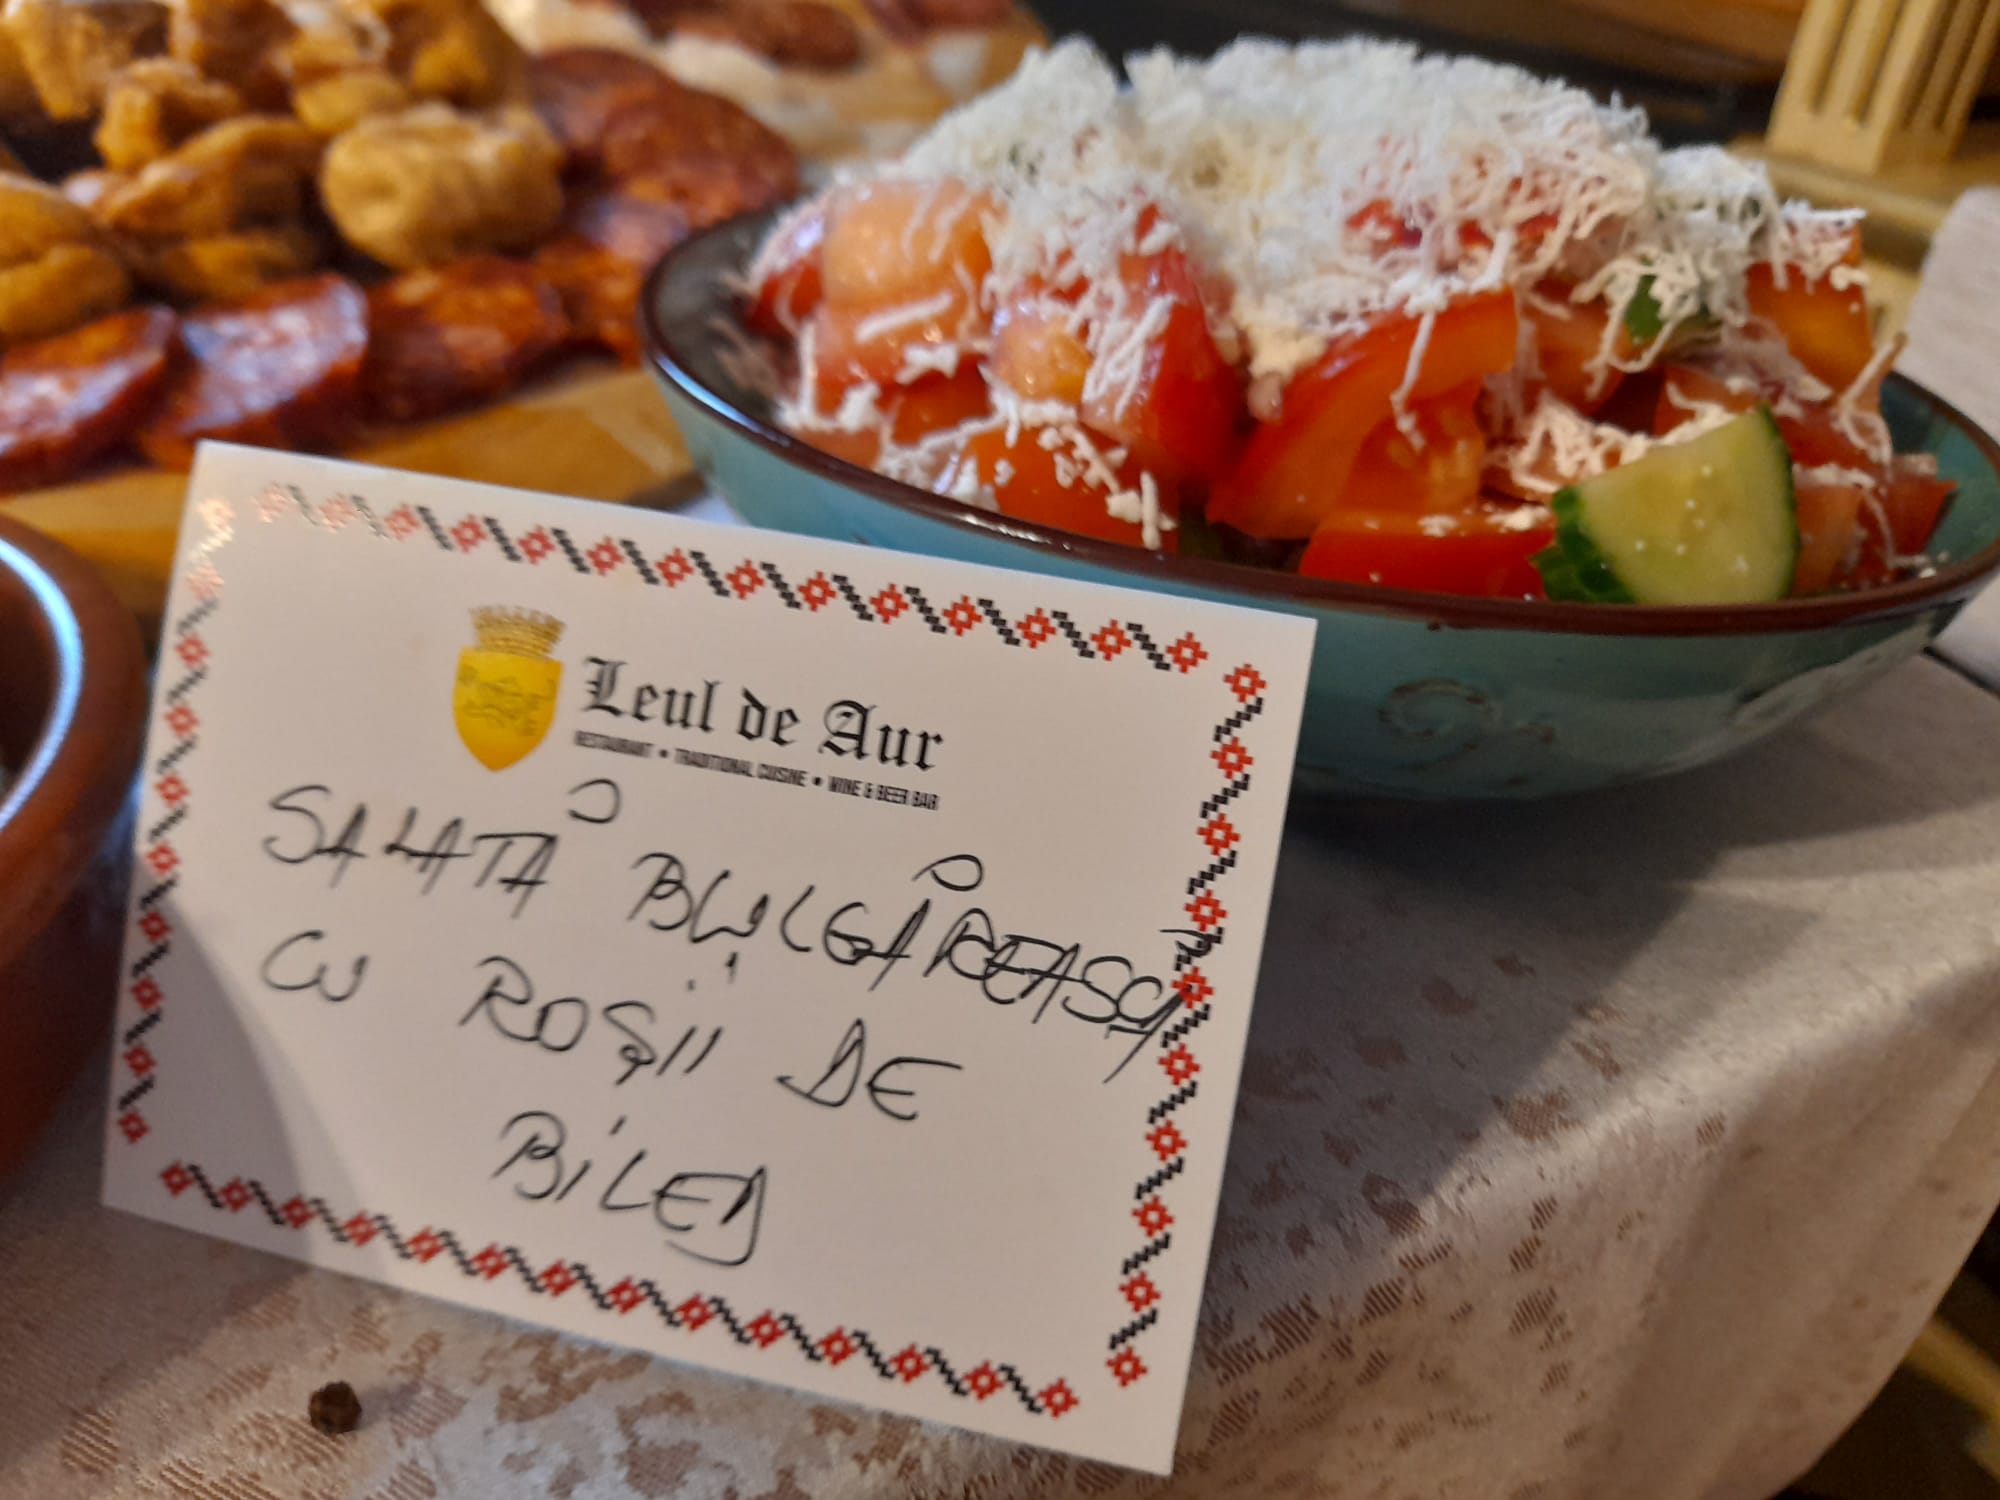 Leul de Aur
RESTAURANT • TRADITIONAL CUISINE • WINE & BEER BAR
SALATĂ BULGĂREASCĂ
CU ROȘII DE
BILED